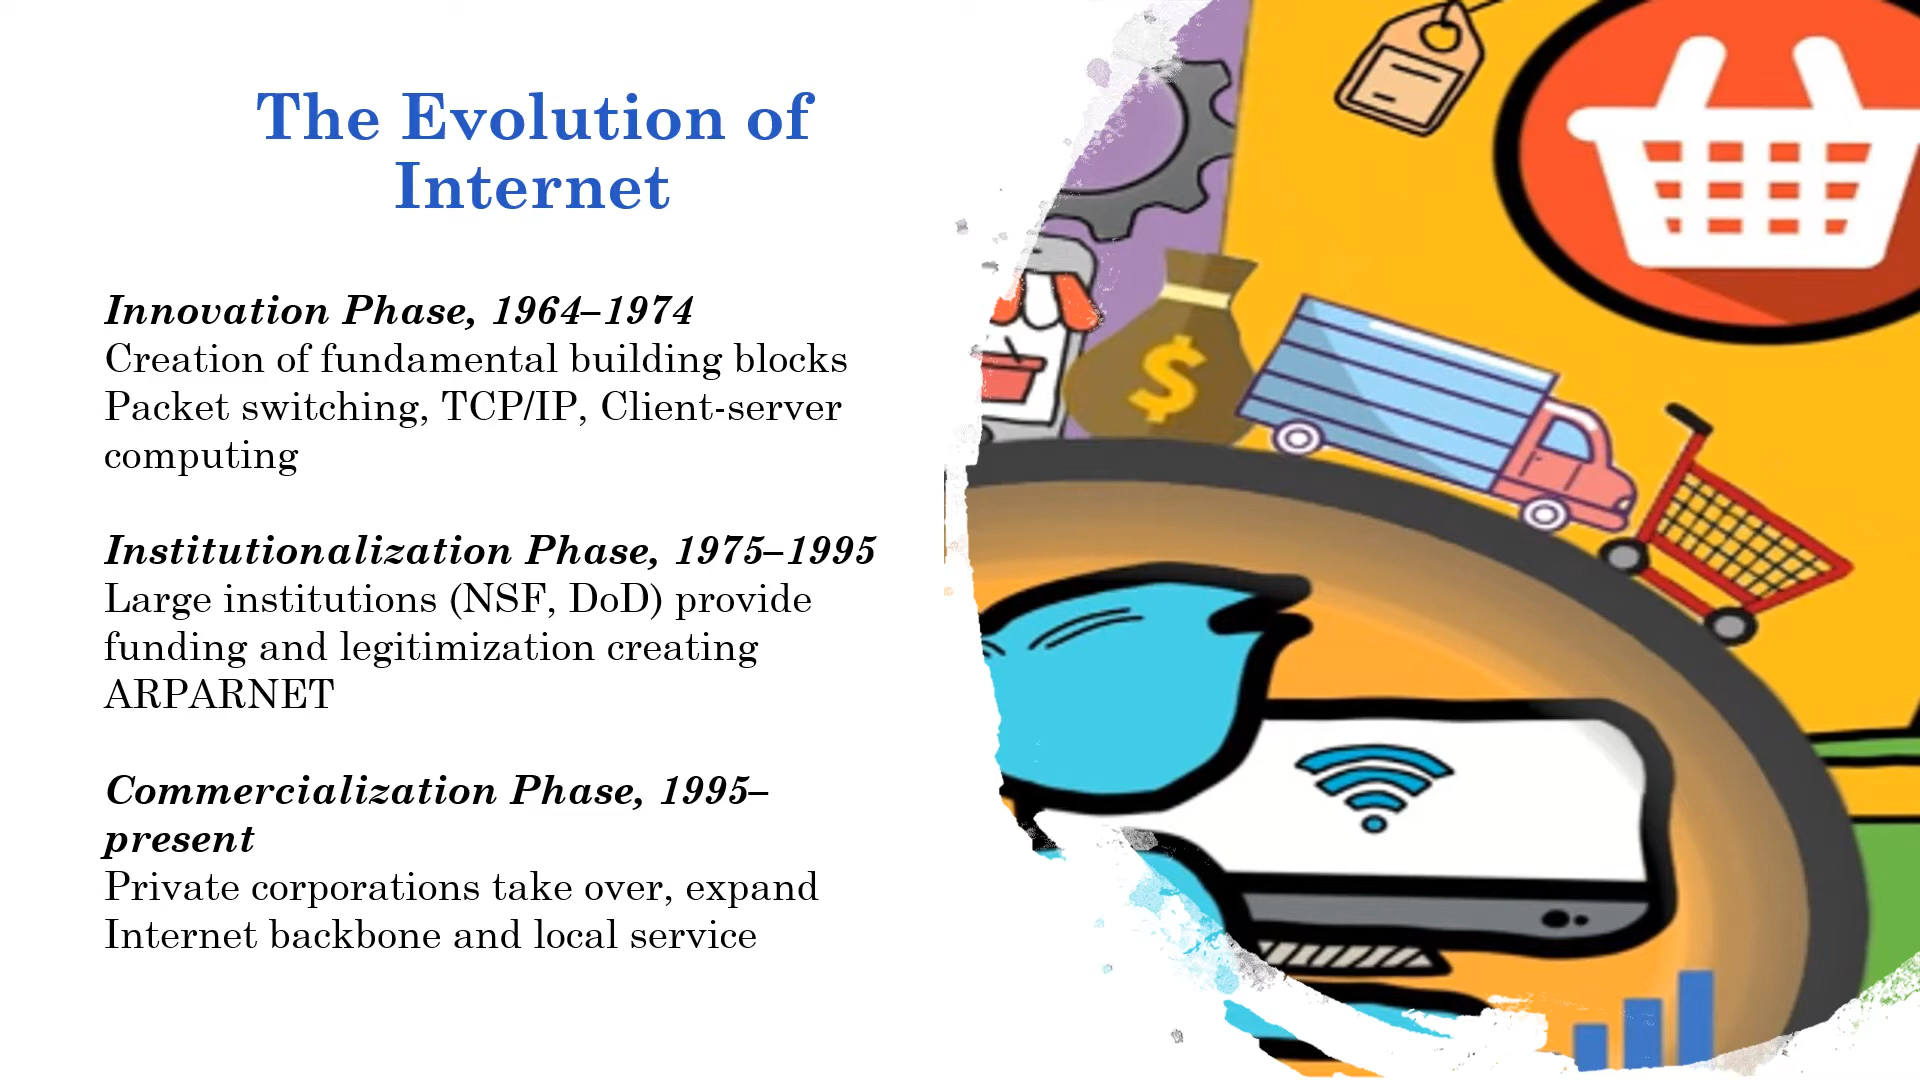 The Evolution of
Internet
Innovation Phase, 1964–1974
Creation of fundamental building blocks
Packet switching, TCP/IP, Client-server
computing
Institutionalization Phase, 1975–1995
Large institutions (NSF, DoD) provide
funding and legitimization creating
ARPARNET
Commercialization Phase, 1995–
present
Private corporations take over, expand
Internet backbone and local service
$